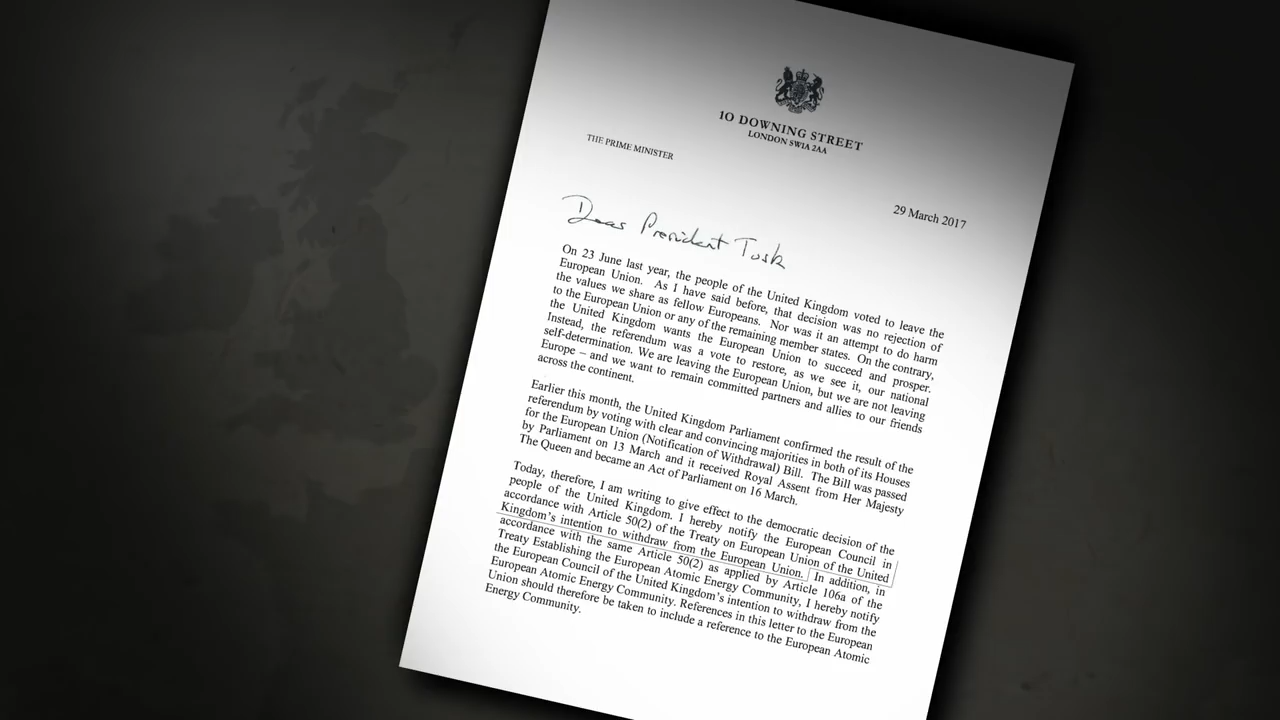 10 DOWNING STREET
LONDON SW1A 2AA
THE PRIME MINISTER
29 March 2017
Dear President Tusk
On 23 June last year, the people of the United Kingdom voted to leave the
European Union. As I have said before, that decision was no rejection of
the values we share as fellow Europeans. Nor was it an attempt to do harm
to the European Union or any of the remaining member states. On the contrary,
the United Kingdom wants the European Union to succeed and prosper.
Instead, the referendum was a vote to restore, as we see it, our national
self-determination. We are leaving the European Union, but we are not leaving
Europe – and we want to remain committed partners and allies to our friends
across the continent.
Earlier this month, the United Kingdom Parliament confirmed the result of the
referendum by voting with clear and convincing majorities in both of its Houses
for the European Union (Notification of Withdrawal) Bill. The Bill was passed
by Parliament on 13 March and it received Royal Assent from Her Majesty
The Queen and became an Act of Parliament on 16 March.
Today, therefore, I am writing to give effect to the democratic decision of the
people of the United Kingdom. I hereby notify the European Council in
accordance with Article 50(2) of the Treaty on European Union of the United
Kingdom's intention to withdraw from the European Union. In addition, in
accordance with the same Article 50(2) as applied by Article 106a of the
Treaty Establishing the European Atomic Energy Community, I hereby notify
the European Council of the United Kingdom's intention to withdraw from the
European Atomic Energy Community. References in this letter to the European
Union should therefore be taken to include a reference to the European Atomic
Energy Community.